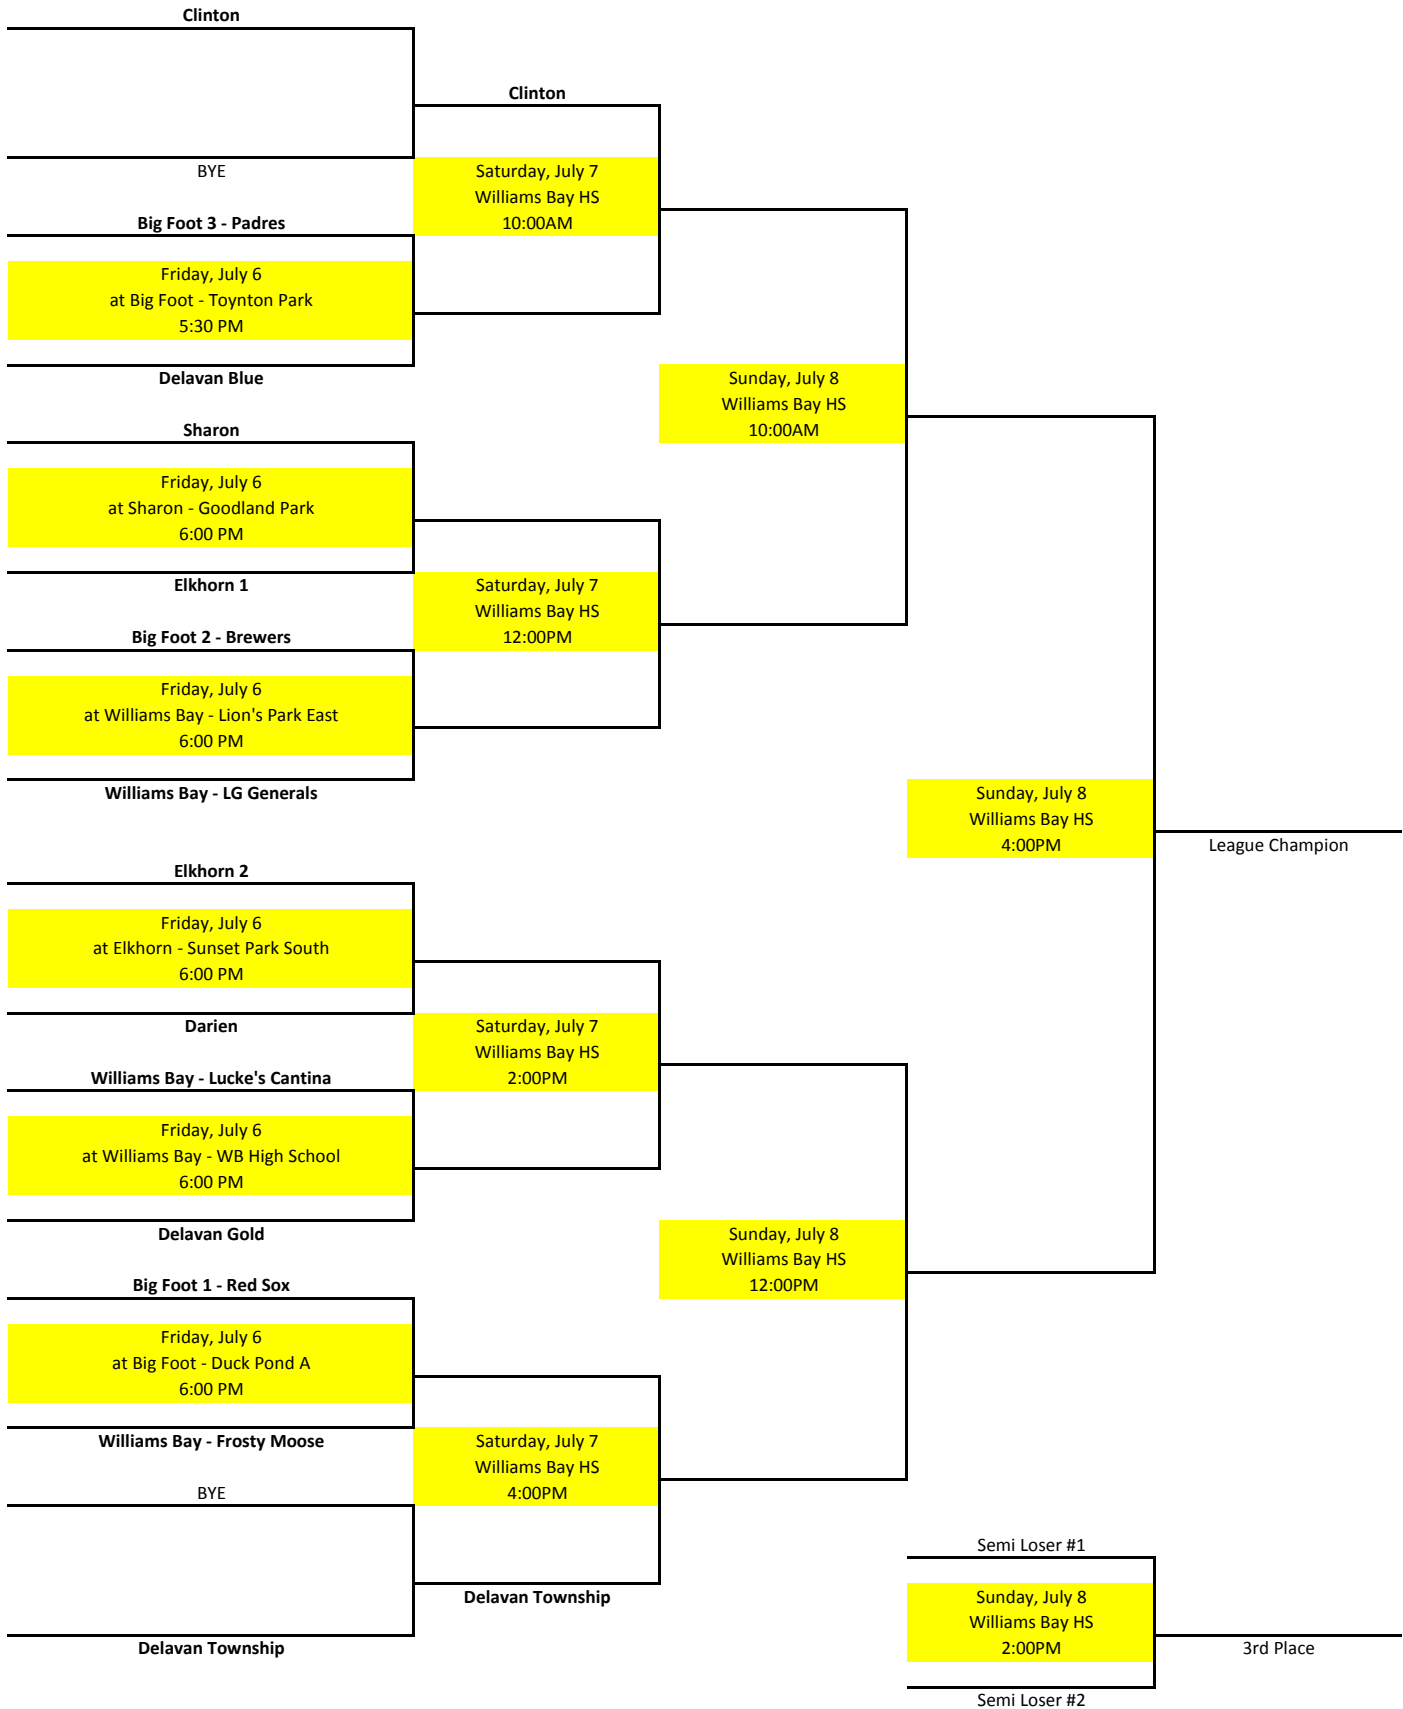 Clinton
Clinton
BYE
Saturday, July 7
Williams Bay HS
10:00AM
Big Foot 3 - Padres
Friday, July 6
at Big Foot - Toynton Park
5:30 PM
Delavan Blue
Sunday, July 8
Williams Bay HS
10:00AM
Sharon
Friday, July 6
at Sharon - Goodland Park
6:00 PM
Elkhorn 1
Saturday, July 7
Williams Bay HS
12:00PM
Big Foot 2 - Brewers
Friday, July 6
at Williams Bay - Lion's Park East
6:00 PM
Williams Bay - LG Generals
Sunday, July 8
Williams Bay HS
4:00PM
League Champion
Elkhorn 2
Friday, July 6
at Elkhorn - Sunset Park South
6:00 PM
Darien
Saturday, July 7
Williams Bay HS
2:00PM
Williams Bay - Lucke's Cantina
Friday, July 6
at Williams Bay - WB High School
6:00 PM
Delavan Gold
Sunday, July 8
Williams Bay HS
12:00PM
Big Foot 1 - Red Sox
Friday, July 6
at Big Foot - Duck Pond A
6:00 PM
Williams Bay - Frosty Moose
Saturday, July 7
Williams Bay HS
4:00PM
BYE
Delavan Township
Delavan Township
Semi Loser #1
Sunday, July 8
Williams Bay HS
2:00PM
3rd Place
Semi Loser #2